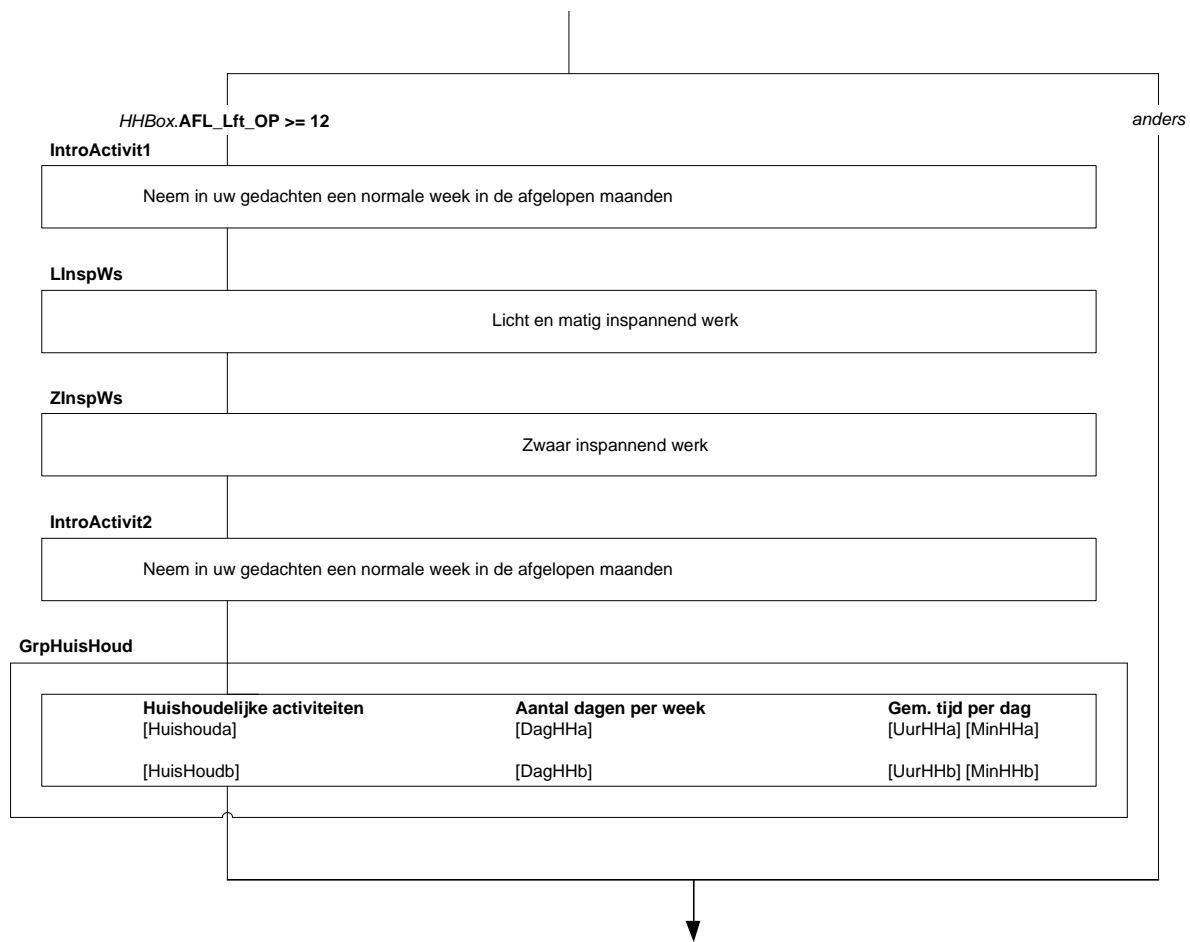 HHBox.AFL_Lft_OP >= 12
anders
IntroActivit1
Neem in uw gedachten een normale week in de afgelopen maanden
LInspWs
Licht en matig inspannend werk
ZInspWs
Zwaar inspannend werk
IntroActivit2
Neem in uw gedachten een normale week in de afgelopen maanden
GrpHuisHoud
Huishoudelijke activiteiten Aantal dagen per week Gem. tijd per dag
[Huishouda] [DagHHa] [UurHHa] [MinHHa]
[HuisHoudb] [DagHHb] [UurHHb] [MinHHb]